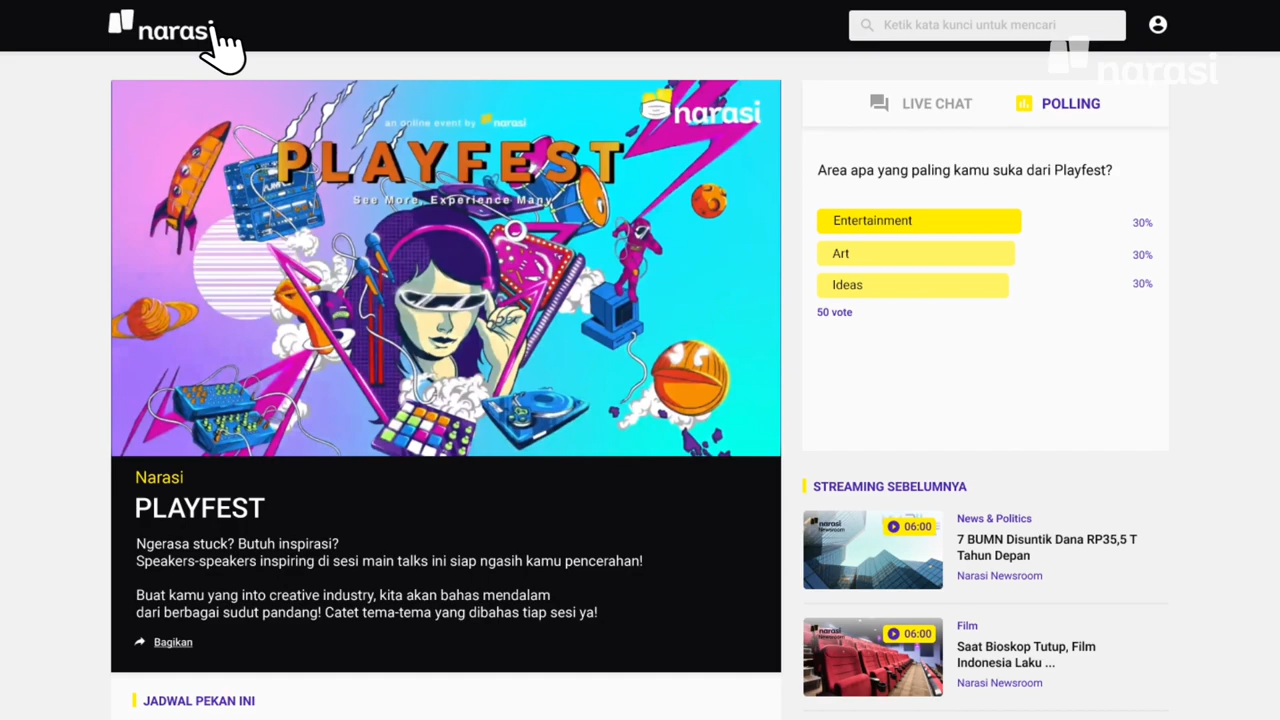 narasi
Ketik kata kunci untuk mencari
narasi
an online event by narasi
narasi
PLAYFEST
See More, Experience Many
LIVE CHAT
POLLING
Area apa yang paling kamu suka dari Playfest?
Entertainment 30%
Art 30%
Ideas 30%
50 vote
Narasi
PLAYFEST
Ngerasa stuck? Butuh inspirasi?
Speakers-speakers inspiring di sesi main talks ini siap ngasih kamu pencerahan!
Buat kamu yang into creative industry, kita akan bahas mendalam
dari berbagai sudut pandang! Catet tema-tema yang dibahas tiap sesi ya!
Bagikan
JADWAL PEKAN INI
STREAMING SEBELUMNYA
narasi
Newsroom
06:00
News & Politics
7 BUMN Disuntik Dana RP35,5 T
Tahun Depan
Narasi Newsroom
narasi
Newsroom
06:00
Film
Saat Bioskop Tutup, Film
Indonesia Laku ...
Narasi Newsroom